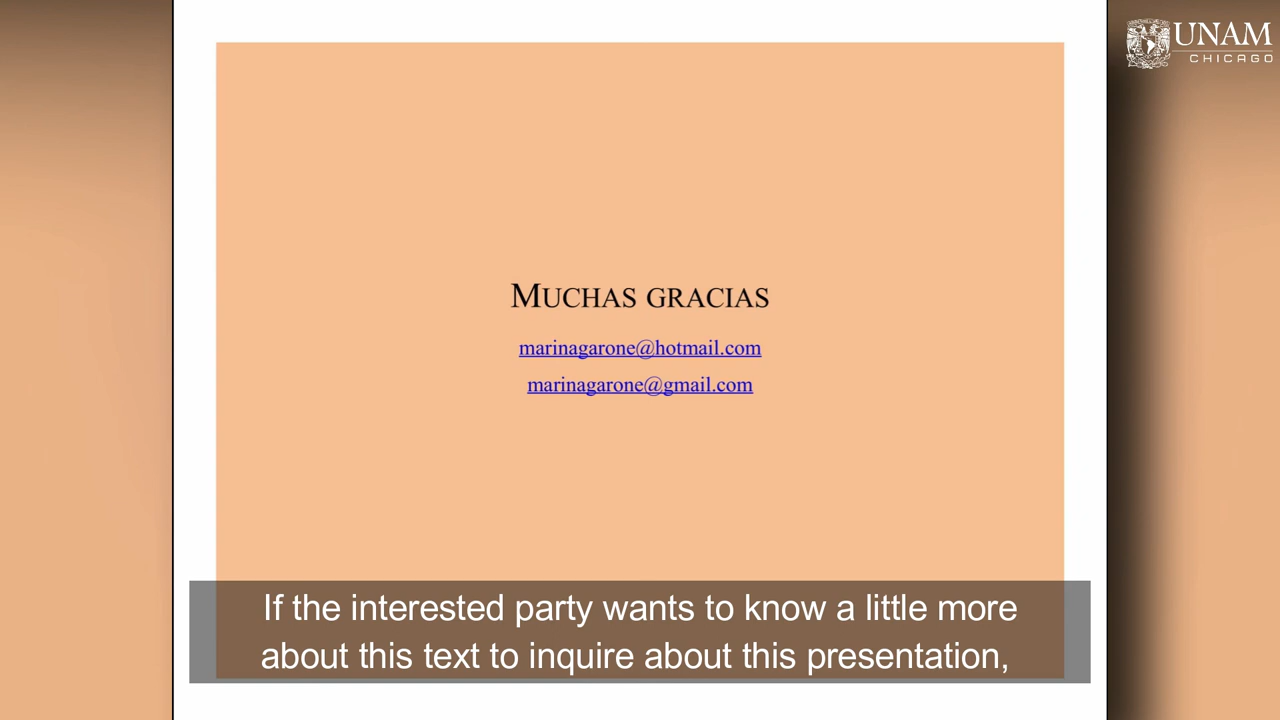 UNAM
CHICAGO
MUCHAS GRACIAS
marinagarone@hotmail.com
marinagarone@gmail.com
If the interested party wants to know a little more
about this text to inquire about this presentation,